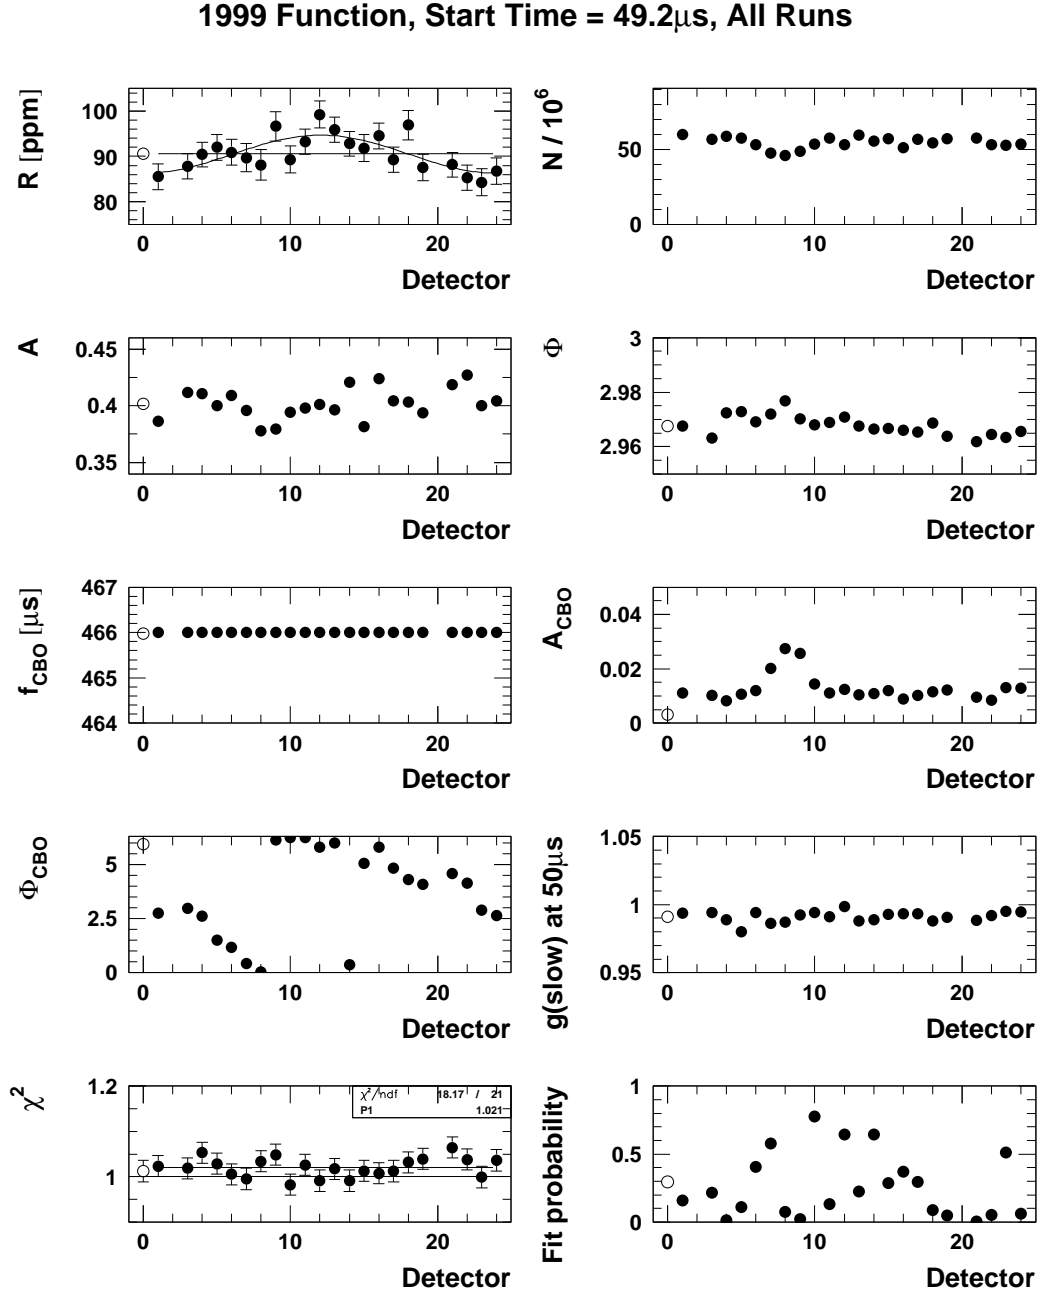 1999 Function, Start Time = 49.2μs, All Runs
R [ppm]
100
90
80
0 10 20
Detector
N / 10^6
50
0
0 10 20
Detector
A
0.45
0.4
0.35
0 10 20
Detector
Φ
3
2.98
2.96
0 10 20
Detector
f_CBO [μs]
467
466
465
464
0 10 20
Detector
A_CBO
0.04
0.02
0
0 10 20
Detector
Φ_CBO
5
2.5
0
0 10 20
Detector
g(slow) at 50μs
1.05
1
0.95
0 10 20
Detector
χ²
1.2
1
χ²/ndf 18.17 / 21
P1 1.021
0 10 20
Detector
Fit probability
1
0.5
0
0 10 20
Detector